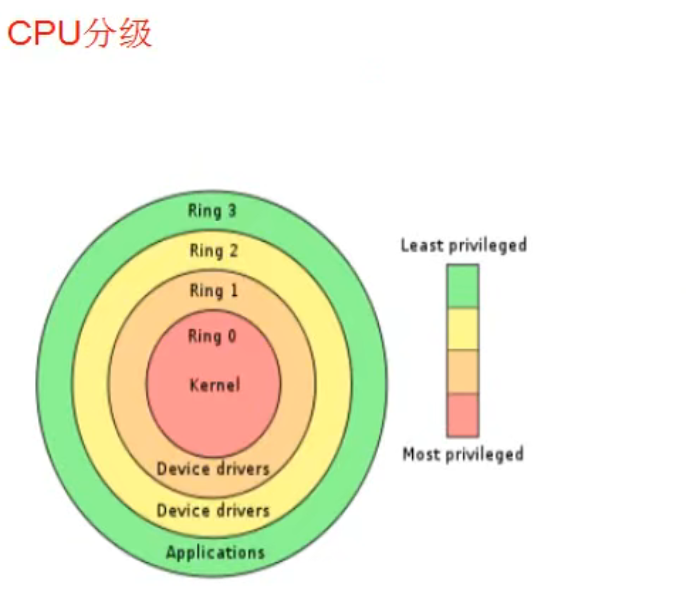 CPU分级
Ring 3
Ring 2
Ring 1
Ring 0
Kernel
Device drivers
Device drivers
Applications
Least privileged
Most privileged